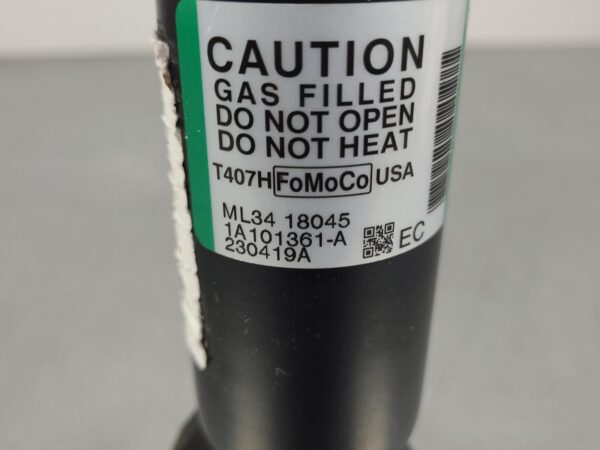 CAUTION
GAS FILLED
DO NOT OPEN
DO NOT HEAT
T407H FoMoCo USA
ML34 18045
1A101361-A
230419A
EC